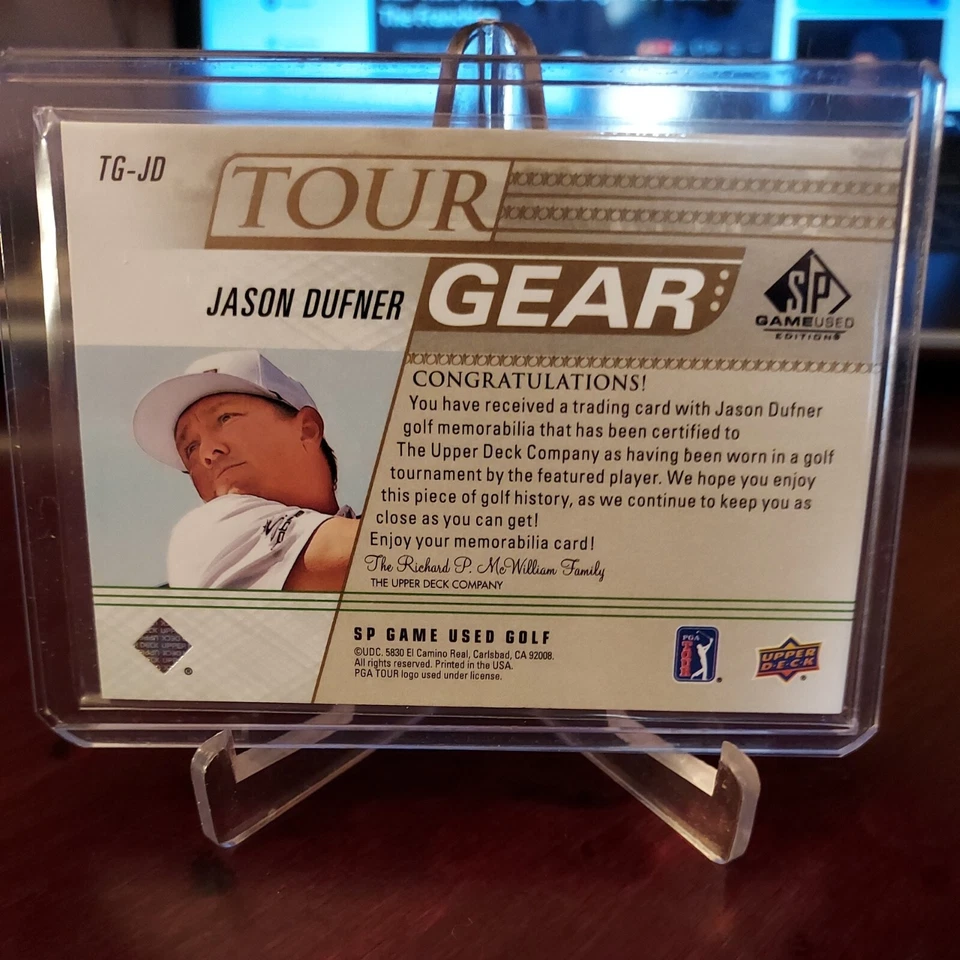 TG-JD
TOUR
JASON DUFNER
GEAR
SP
GAMEUSED
EDITION
CONGRATULATIONS!
You have received a trading card with Jason Dufner
golf memorabilia that has been certified to
The Upper Deck Company as having been worn in a golf
tournament by the featured player. We hope you enjoy
this piece of golf history, as we continue to keep you as
close as you can get!
Enjoy your memorabilia card!
The Richard P. McWilliam Family
THE UPPER DECK COMPANY
SP GAME USED GOLF
©UDC. 5830 El Camino Real, Carlsbad, CA 92008.
All rights reserved. Printed in the USA.
PGA TOUR logo used under license.
®
PGA
TOUR
®
UPPER
DECK